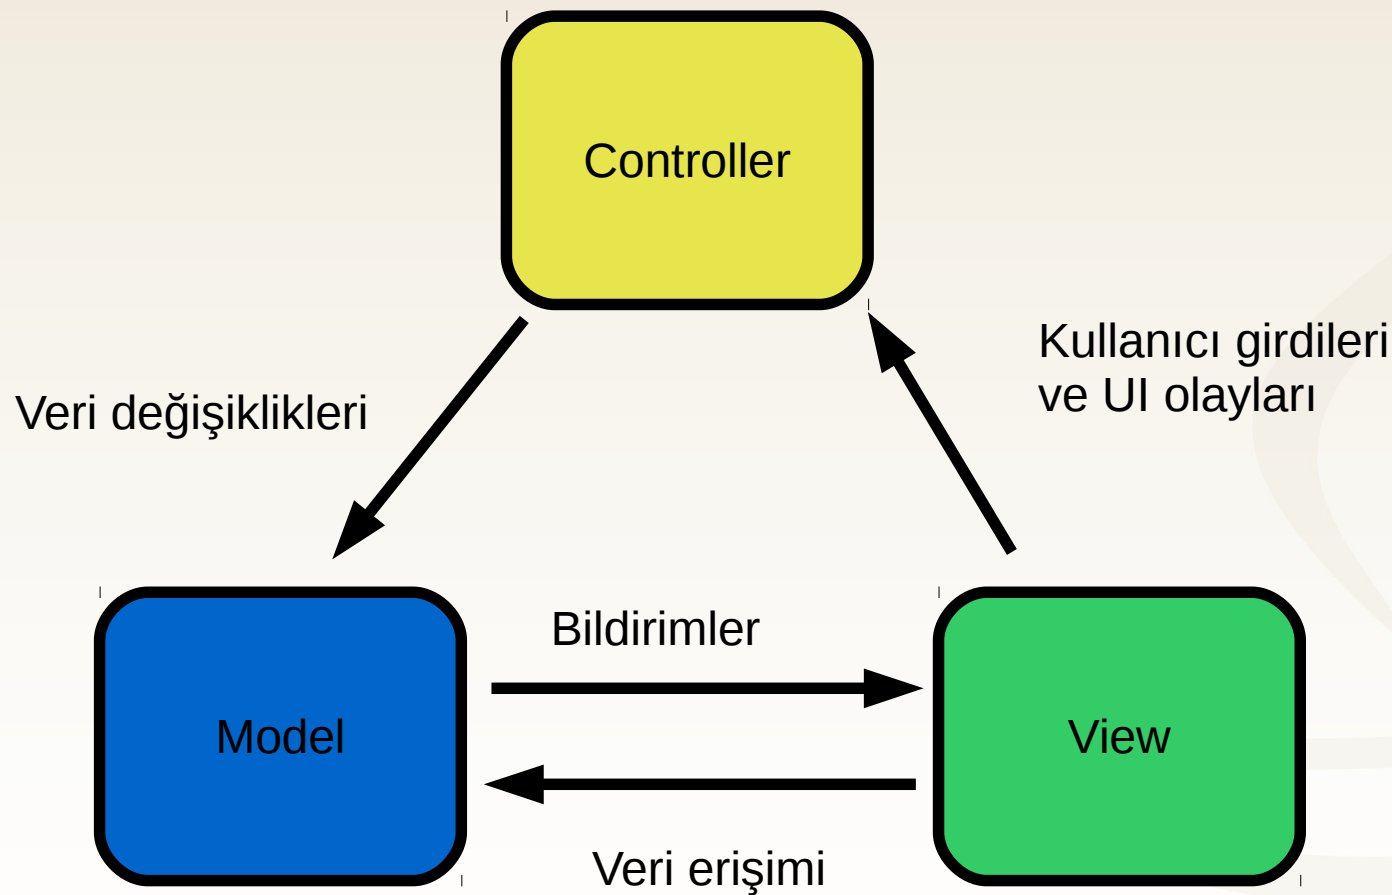 Controller
Kullanıcı girdileri
ve UI olayları
Veri değişiklikleri
Bildirimler
Model
View
Veri erişimi